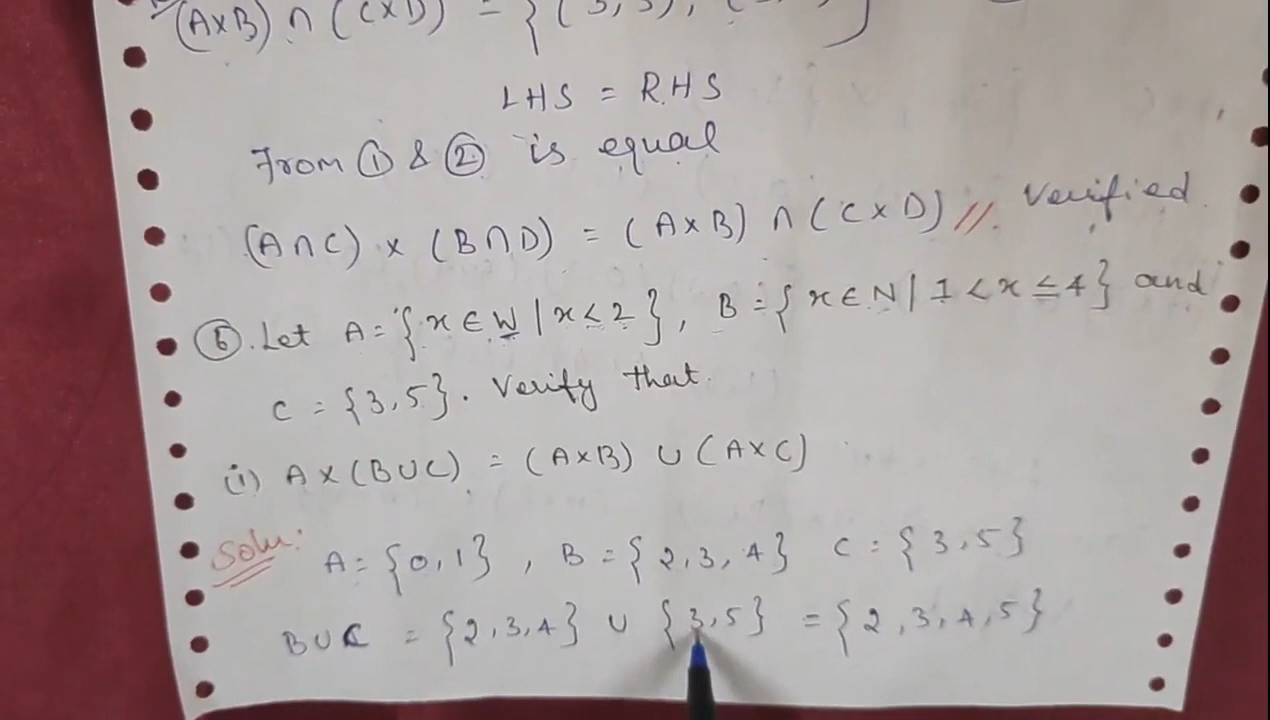 (A×B) ∩ (C×D) = {(3,3), (
LHS = RHS
From ① & ② is equal
(A∩C) × (B∩D) = (A×B) ∩ (C×D) // Verified
⑥. Let A = {x ∈ W | x < 2}, B = {x ∈ N | 1 < x ≤ 4} and
C = {3,5}. Verify that.
(i) A×(B∪C) = (A×B) ∪ (A×C)
Solu:
A = {0,1}, B = {2,3,4} C = {3,5}
B∪C = {2,3,4} ∪ {3,5} = {2,3,4,5}